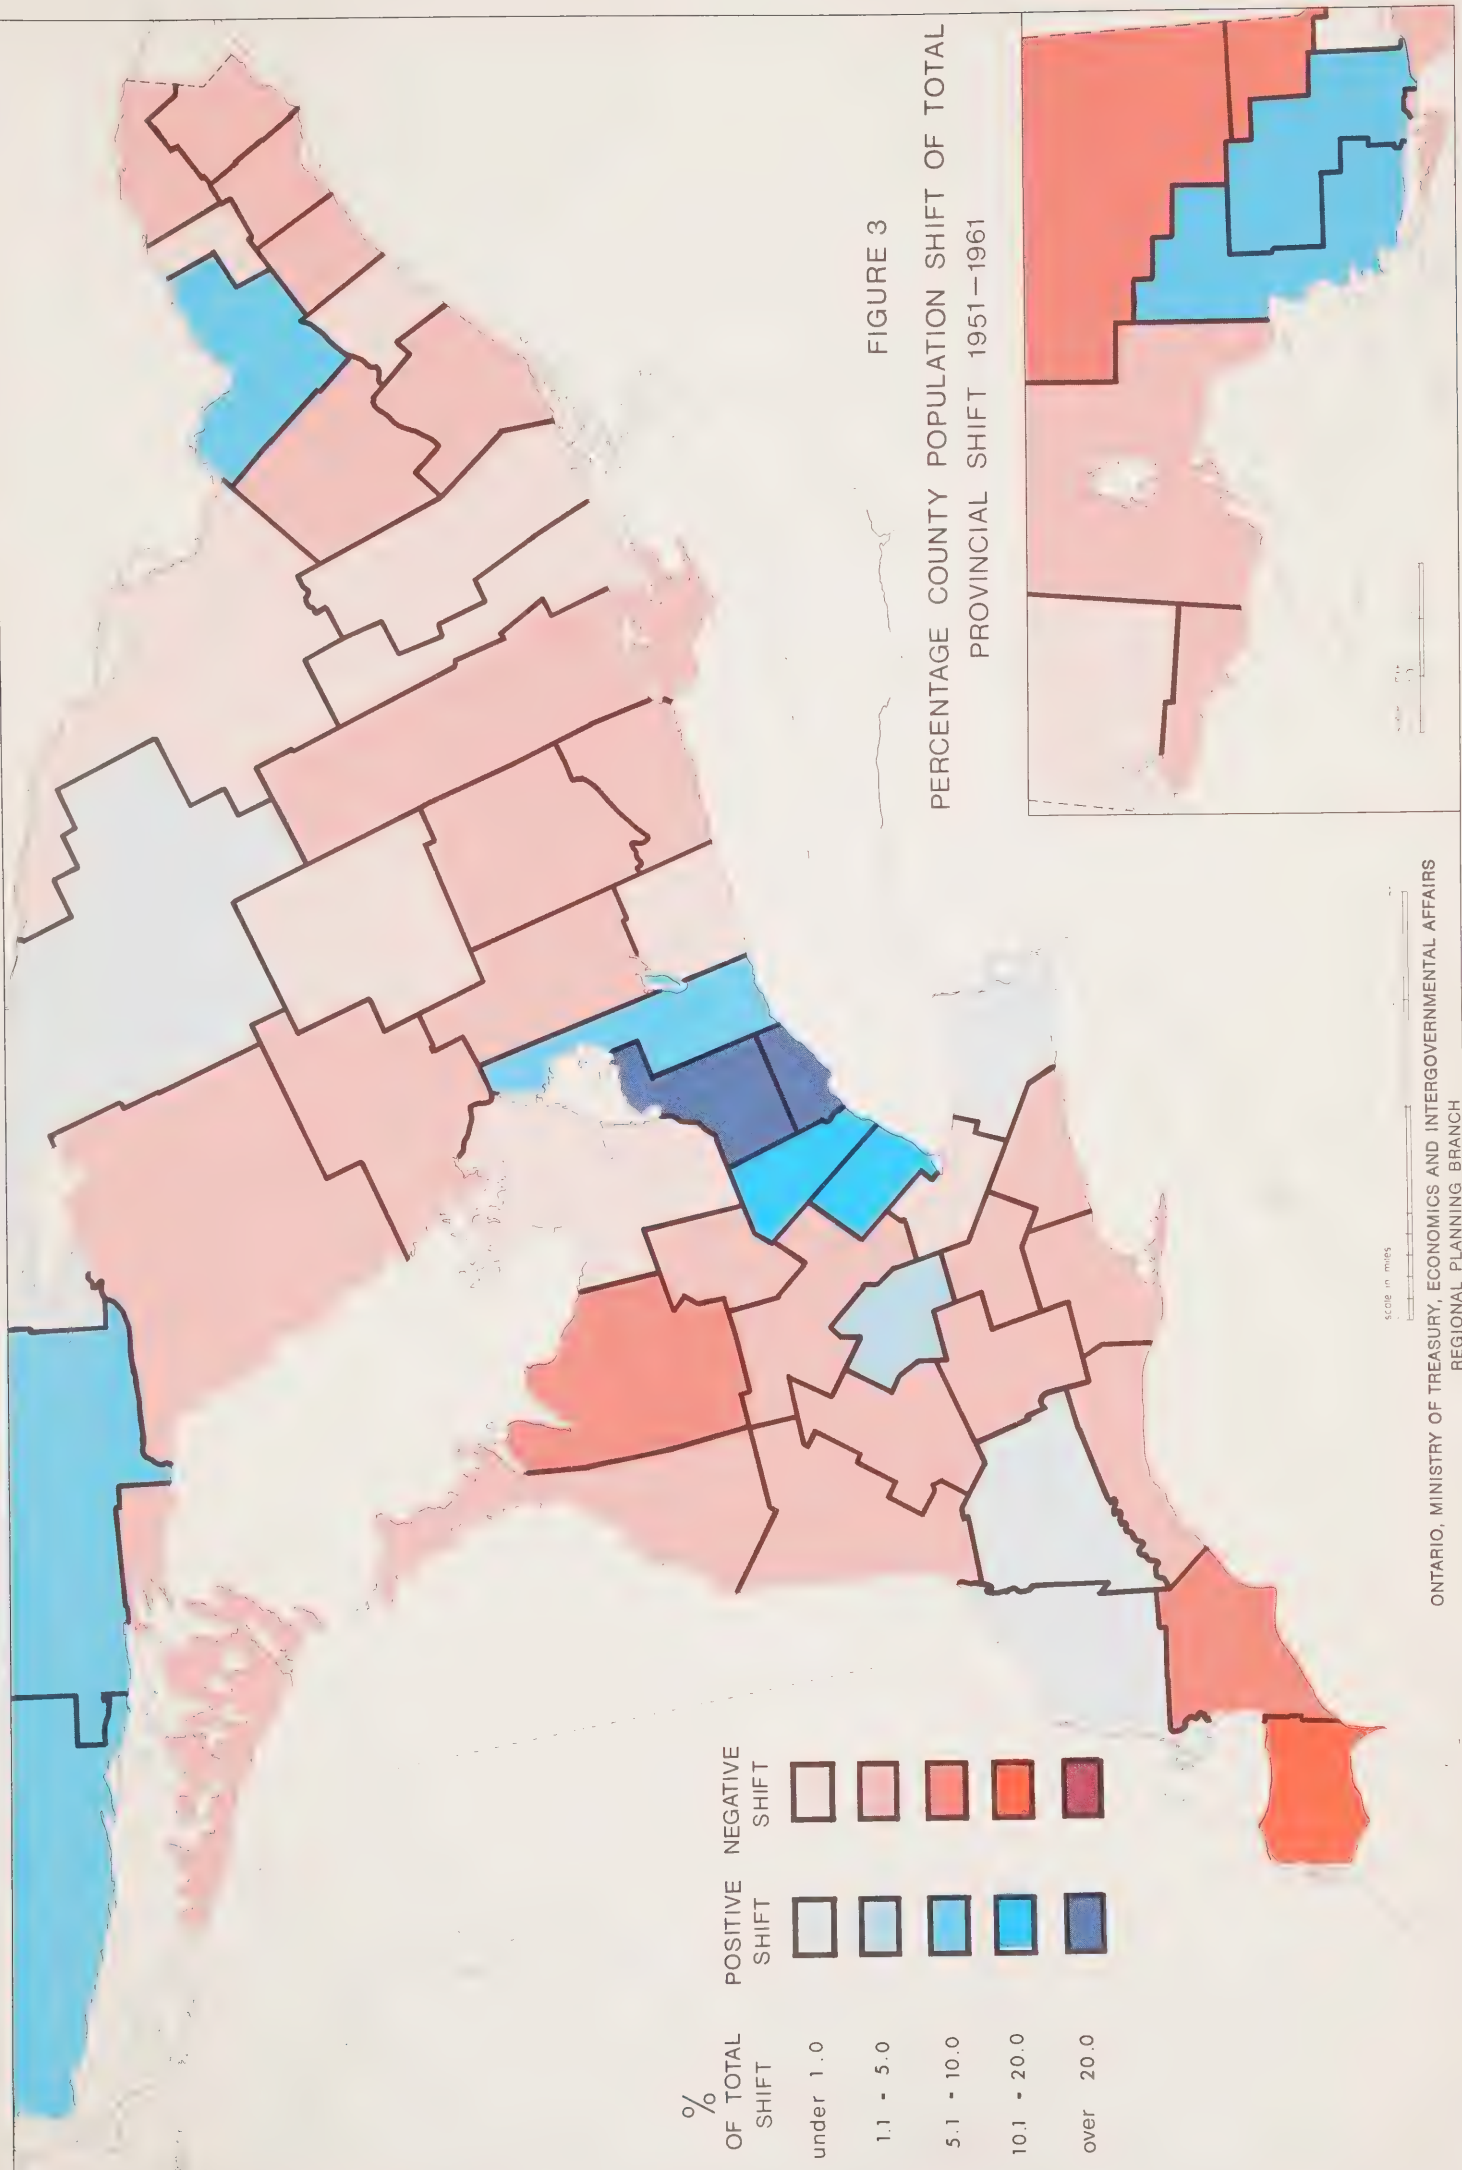 FIGURE 3
PERCENTAGE COUNTY POPULATION SHIFT OF TOTAL
PROVINCIAL SHIFT 1951—1961
%
OF TOTAL
SHIFT
POSITIVE
SHIFT
NEGATIVE
SHIFT
under 1.0
1.1 - 5.0
5.1 - 10.0
10.1 - 20.0
over 20.0
scale in miles
ONTARIO, MINISTRY OF TREASURY, ECONOMICS AND INTERGOVERNMENTAL AFFAIRS
REGIONAL PLANNING BRANCH